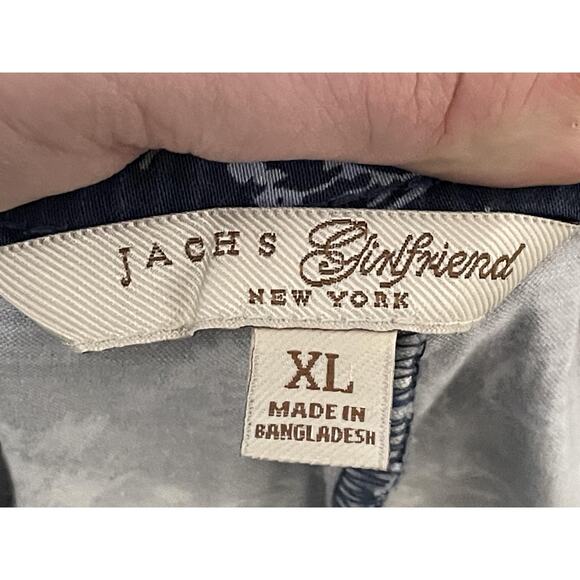 JACHS Girlfriend
NEW YORK
XL
MADE IN
BANGLADESH